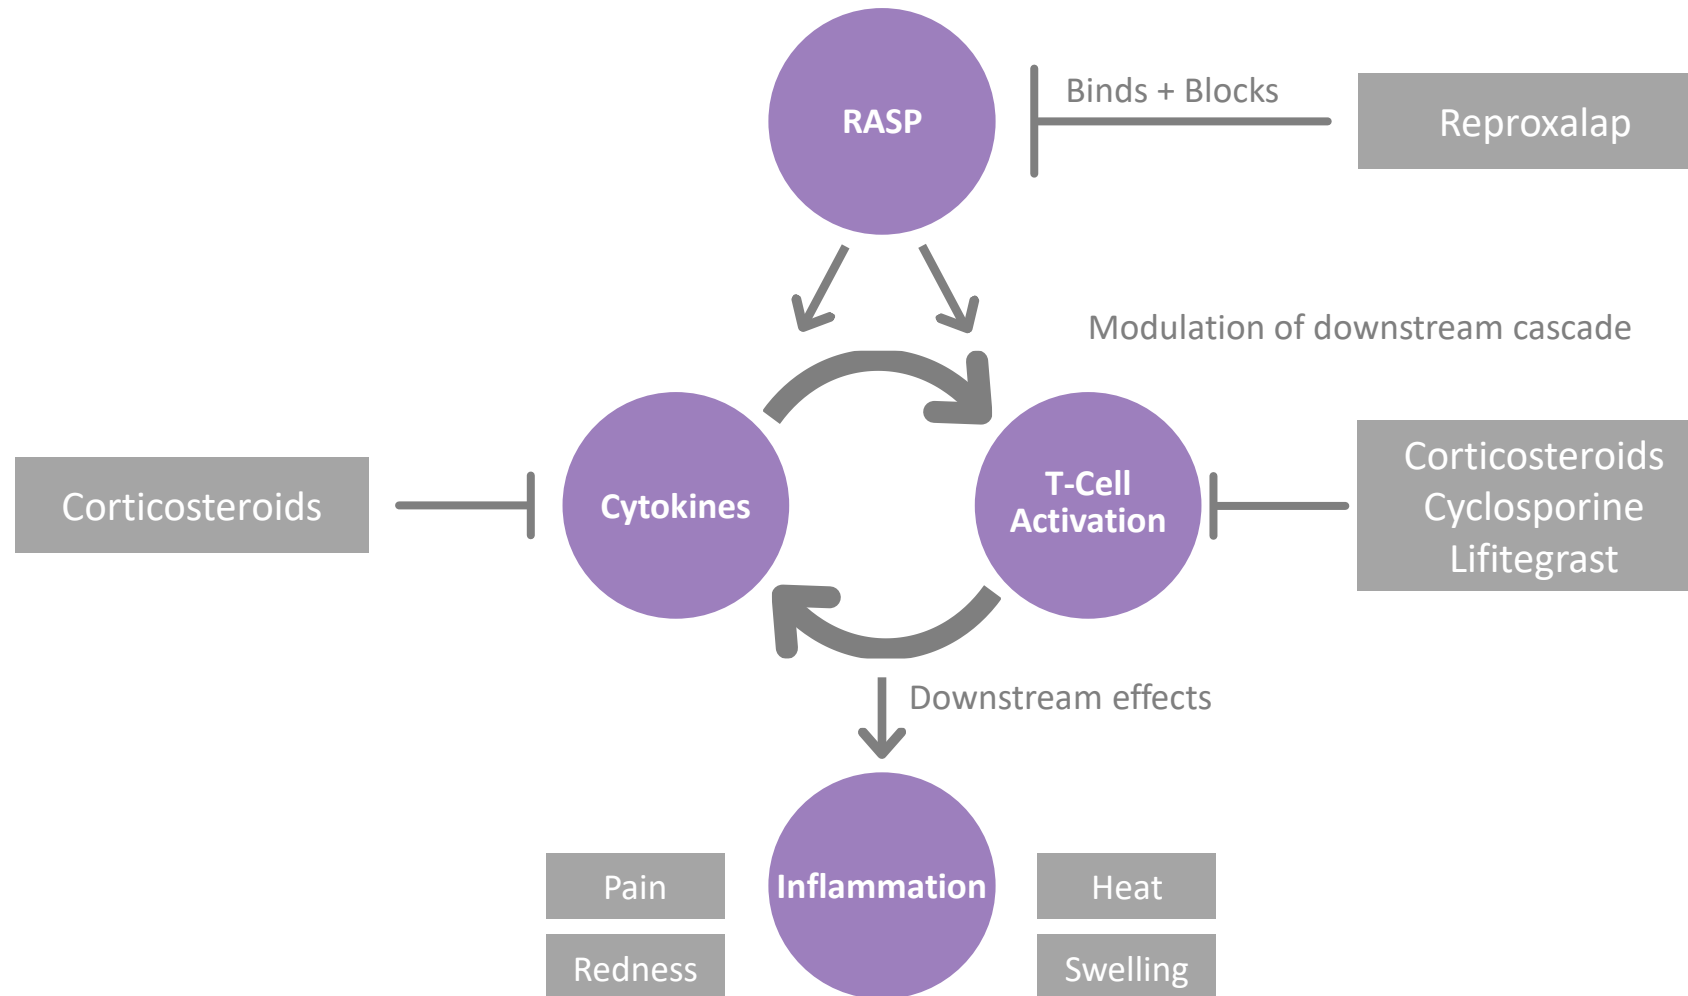 RASP
Binds + Blocks
Reproxalap
Modulation of downstream cascade
Corticosteroids
Cytokines
T-Cell
Activation
Corticosteroids
Cyclosporine
Lifitegrast
Downstream effects
Inflammation
Pain
Redness
Heat
Swelling